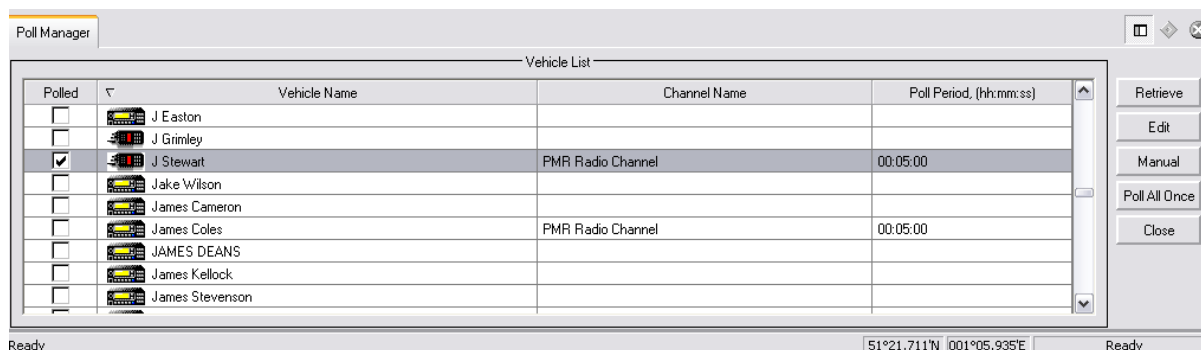 Poll Manager
Vehicle List
Polled Vehicle Name Channel Name Poll Period, (hh:mm:ss)
J Easton
J Grimley
J Stewart PMR Radio Channel 00:05:00
Jake Wilson
James Cameron
James Coles PMR Radio Channel 00:05:00
JAMES DEANS
James Kellock
James Stevenson
Retrieve
Edit
Manual
Poll All Once
Close
Ready 51°21.711'N 001°05.935'E Ready